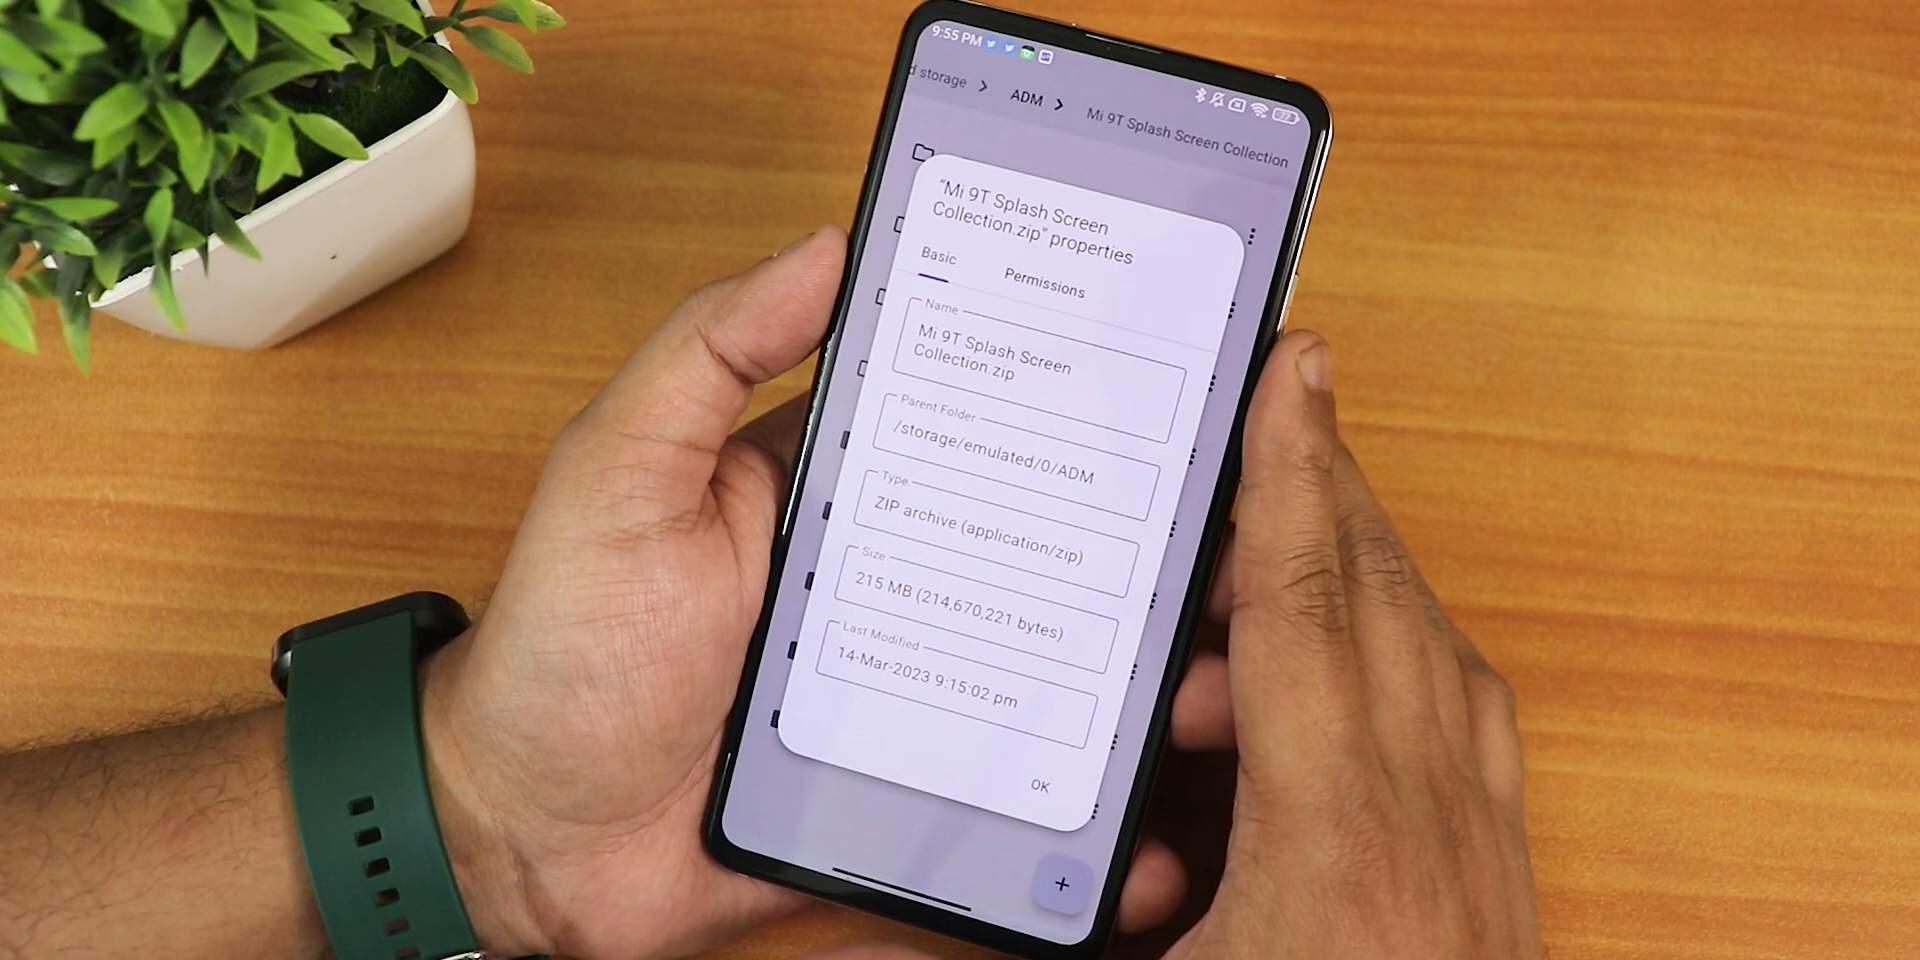 9:55 PM
77
d storage > ADM > Mi 9T Splash Screen Collection
"Mi 9T Splash Screen
Collection.zip" properties
Basic
Permissions
Name
Mi 9T Splash Screen
Collection.zip
Parent Folder
/storage/emulated/0/ADM
Type
ZIP archive (application/zip)
Size
215 MB (214,670,221 bytes)
Last Modified
14-Mar-2023 9:15:02 pm
OK
+